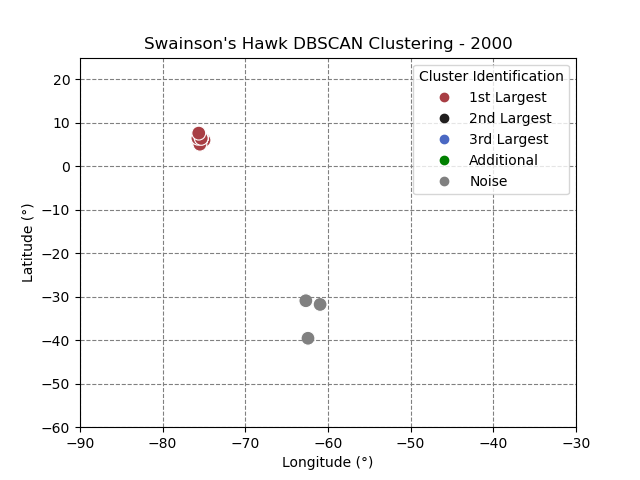 Swainson's Hawk DBSCAN Clustering - 2000
Cluster Identification
1st Largest
2nd Largest
3rd Largest
Additional
Noise
20
10
0
−10
−20
−30
−40
−50
−60
Latitude (°)
−90
−80
−70
−60
−50
−40
−30
Longitude (°)